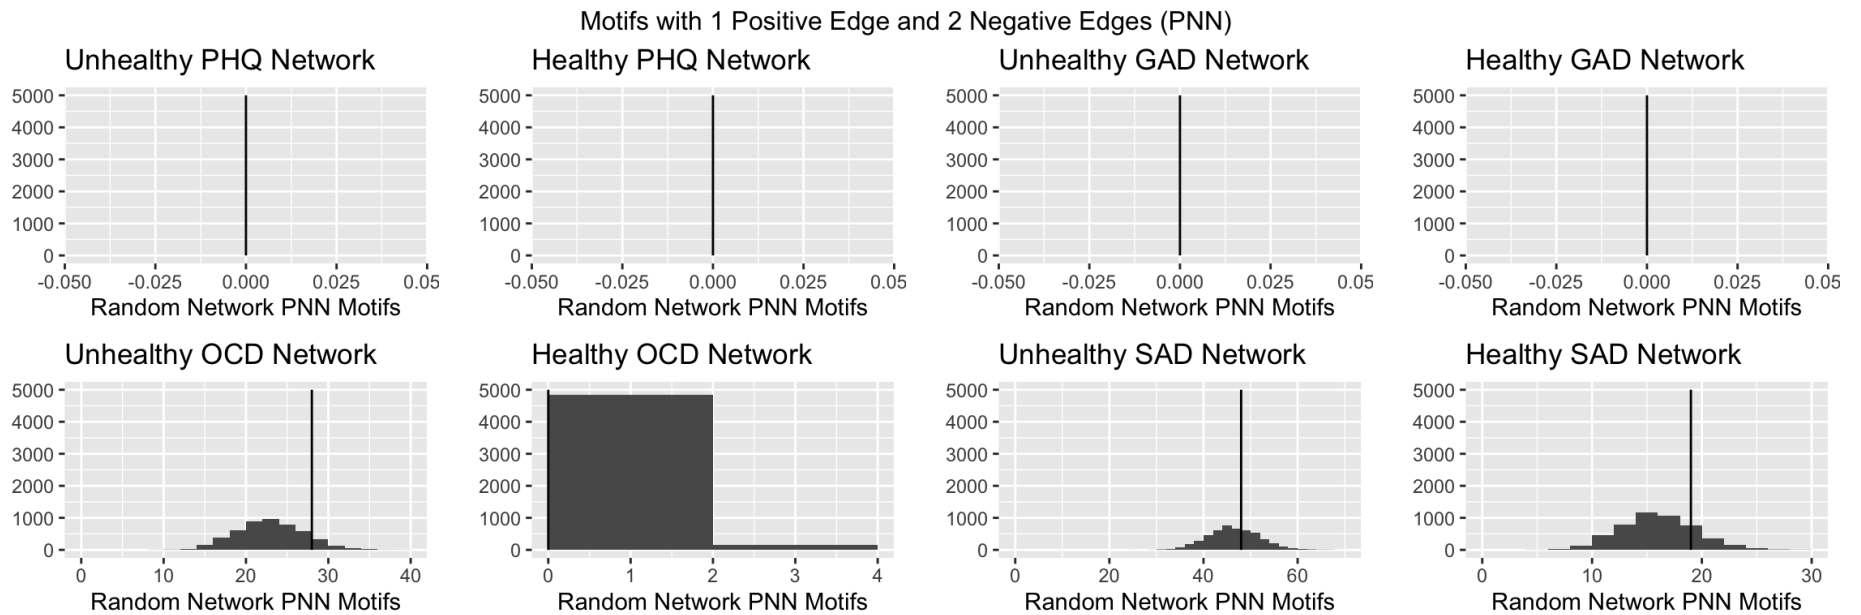 Motifs with 1 Positive Edge and 2 Negative Edges (PNN)
Unhealthy PHQ Network
Healthy PHQ Network
Unhealthy GAD Network
Healthy GAD Network
5000
4000
3000
2000
1000
0
5000
4000
3000
2000
1000
0
5000
4000
3000
2000
1000
0
5000
4000
3000
2000
1000
0
-0.050 -0.025 0.000 0.025 0.05
-0.050 -0.025 0.000 0.025 0.05
-0.050 -0.025 0.000 0.025 0.05
-0.050 -0.025 0.000 0.025 0.05
Random Network PNN Motifs
Random Network PNN Motifs
Random Network PNN Motifs
Random Network PNN Motifs
Unhealthy OCD Network
Healthy OCD Network
Unhealthy SAD Network
Healthy SAD Network
5000
4000
3000
2000
1000
0
5000
4000
3000
2000
1000
0
5000
4000
3000
2000
1000
0
5000
4000
3000
2000
1000
0
0 10 20 30 40
0 1 2 3 4
0 20 40 60
0 10 20 30
Random Network PNN Motifs
Random Network PNN Motifs
Random Network PNN Motifs
Random Network PNN Motifs